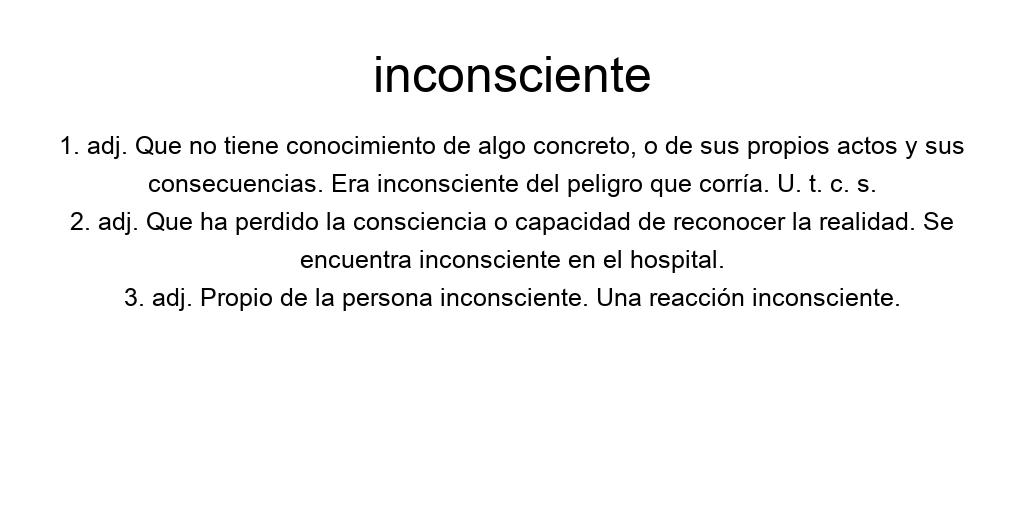 inconsciente
1. adj. Que no tiene conocimiento de algo concreto, o de sus propios actos y sus
consecuencias. Era inconsciente del peligro que corría. U. t. c. s.
2. adj. Que ha perdido la consciencia o capacidad de reconocer la realidad. Se
encuentra inconsciente en el hospital.
3. adj. Propio de la persona inconsciente. Una reacción inconsciente.